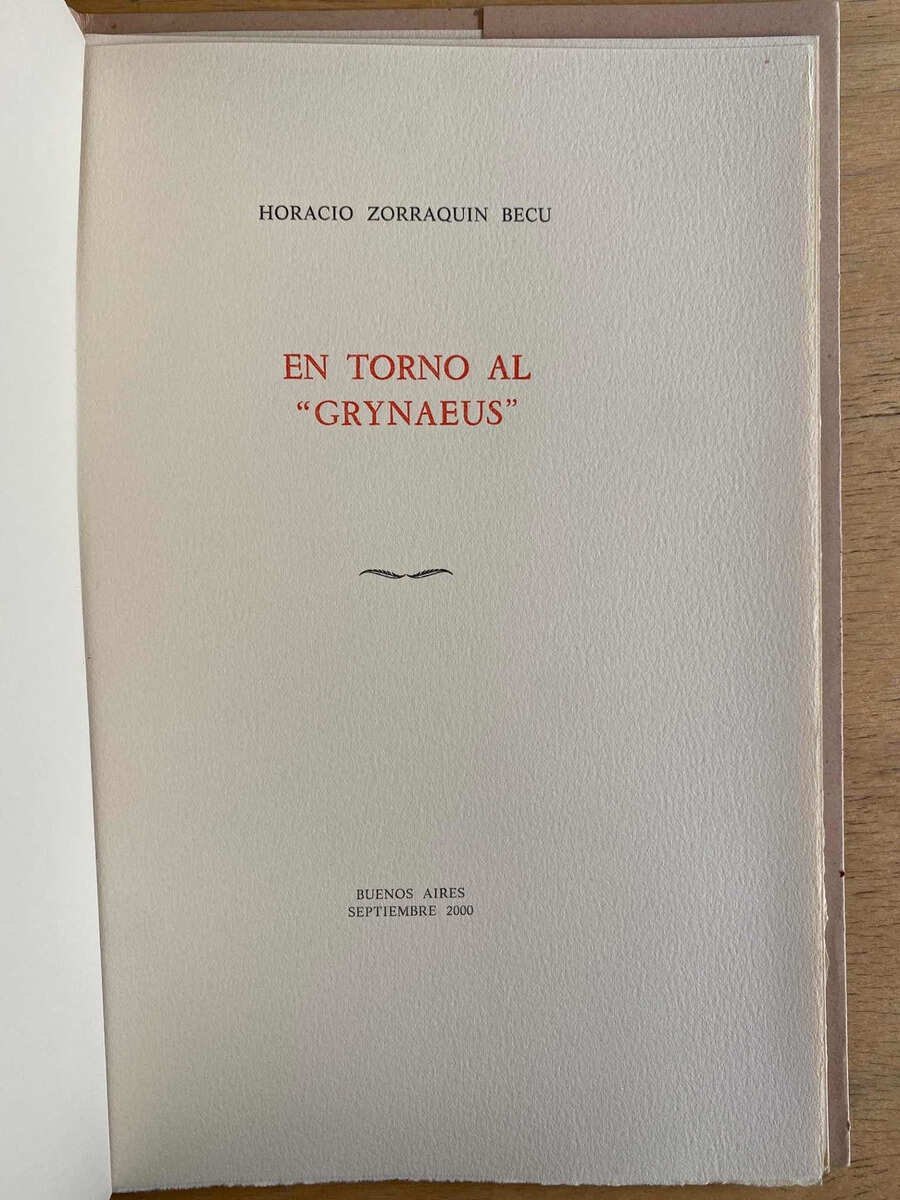 HORACIO ZORRAQUIN BECU
EN TORNO AL
“GRYNAEUS”
BUENOS AIRES
SEPTIEMBRE 2000